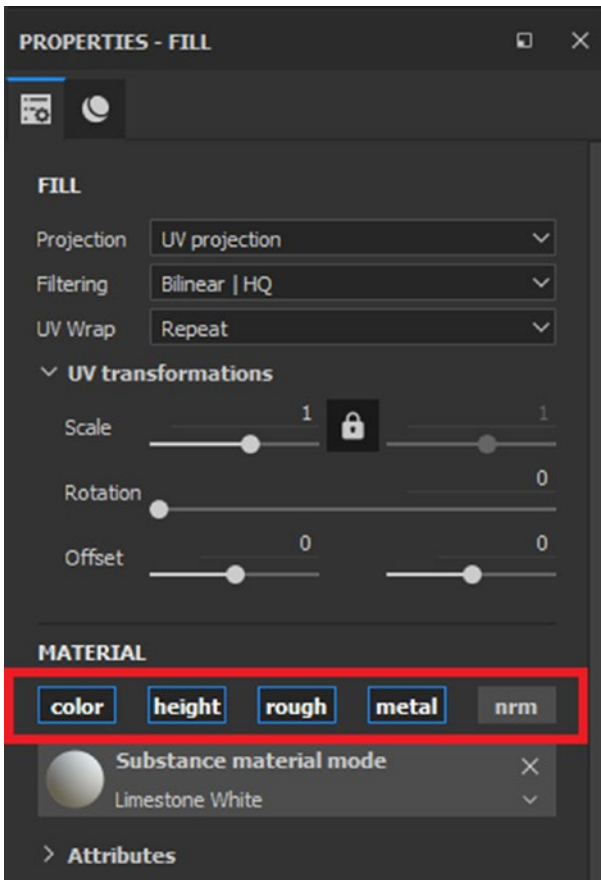 PROPERTIES - FILL
FILL
Projection UV projection
Filtering Bilinear | HQ
UV Wrap Repeat
UV transformations
Scale 1 1
Rotation 0
Offset 0 0
MATERIAL
color height rough metal nrm
Substance material mode
Limestone White
Attributes